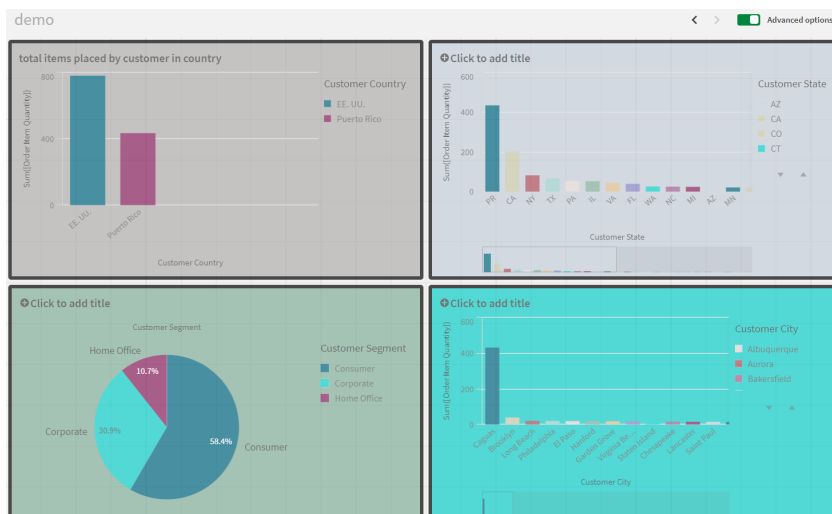 demo
Advanced options
total items placed by customer in country
Sum([Order Item Quantity])
800
400
0
EE. UU.
Puerto Rico
Customer Country
Customer Country
EE. UU.
Puerto Rico
Click to add title
Sum([Order Item Quantity])
600
400
200
0
PR
CA
NY
TX
PA
IL
VA
FL
WA
NC
MI
AZ
MN
Customer State
Customer State
AZ
CA
CO
CT
Click to add title
Customer Segment
Home Office
10.7%
Corporate
30.9%
58.4%
Consumer
Customer Segment
Consumer
Corporate
Home Office
Click to add title
Sum([Order Item Quantity])
600
400
200
0
Caguas
Brooklyn
Long Beach
Philadelphia
El Paso
Hanford
Garden Grove
Virginia Be...
Staten Island
Chesapeake
Lancaster
Saint Paul
Customer City
Customer City
Albuquerque
Aurora
Bakersfield